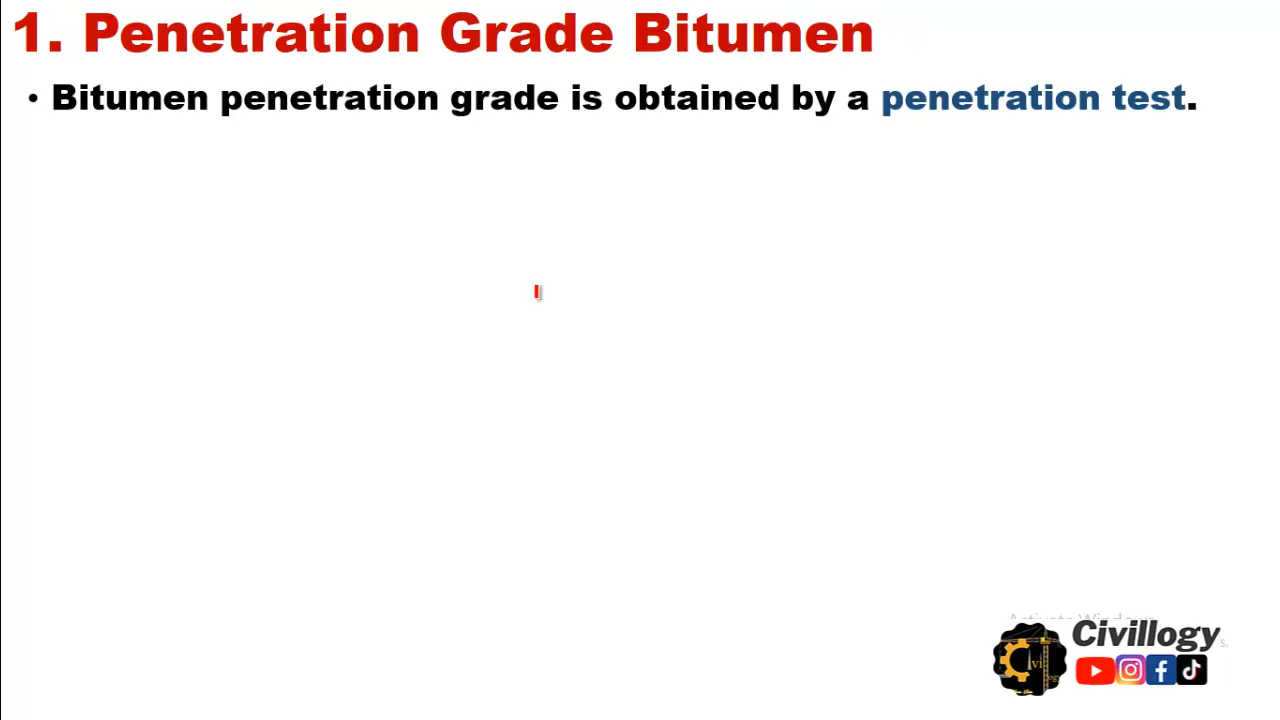 1. Penetration Grade Bitumen
• Bitumen penetration grade is obtained by a penetration test.
Civillogy